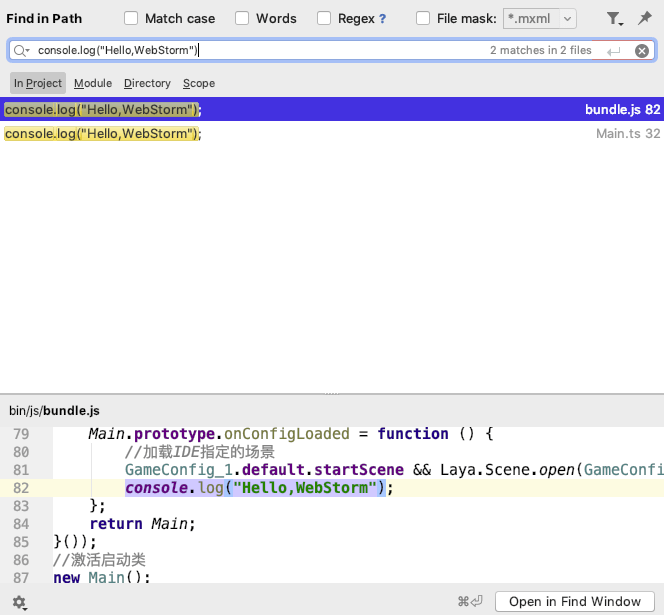 Find in Path Match case Words Regex ? File mask: *.mxml
console.log("Hello,WebStorm") 2 matches in 2 files
In Project Module Directory Scope
console.log("Hello,WebStorm"); bundle.js 82
console.log("Hello,WebStorm"); Main.ts 32
bin/js/bundle.js
79 Main.prototype.onConfigLoaded = function () {
80 //加载IDE指定的场景
81 GameConfig_1.default.startScene && Laya.Scene.open(GameConfi
82 console.log("Hello,WebStorm");
83 };
84 return Main;
85 }());
86 //激活启动类
87 new Main();
⌘⏎ Open in Find Window